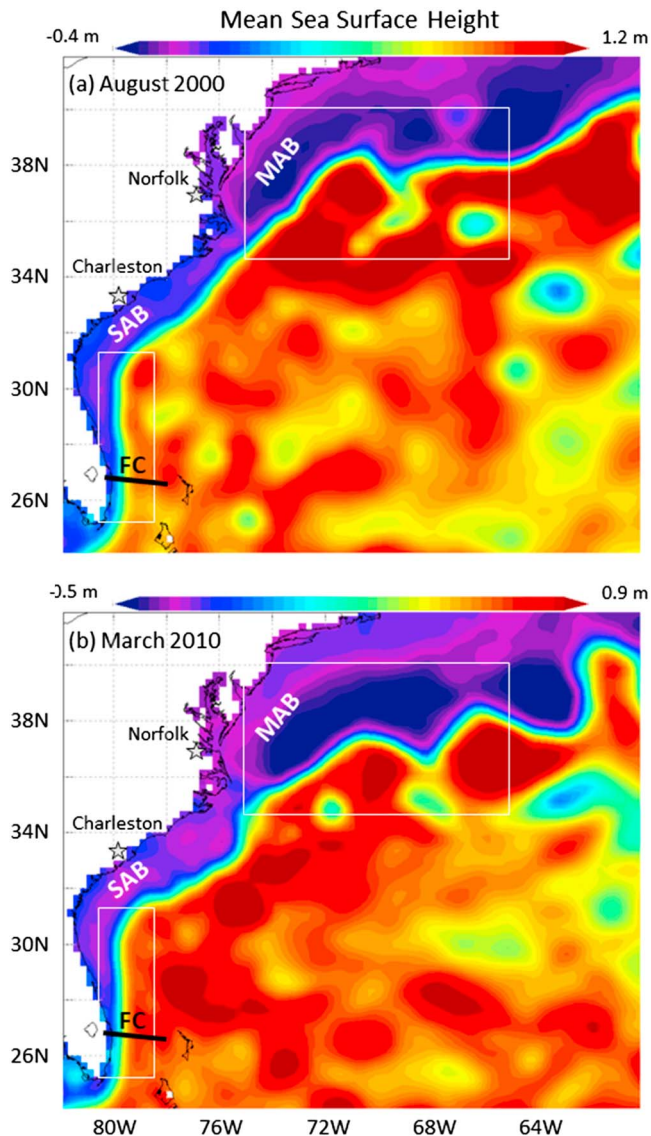 Mean Sea Surface Height
-0.4 m 1.2 m
(a) August 2000
38N
MAB
Norfolk
34N
Charleston
SAB
30N
FC
26N
-0.5 m 0.9 m
(b) March 2010
38N
MAB
Norfolk
34N
Charleston
SAB
30N
FC
26N
80W 76W 72W 68W 64W